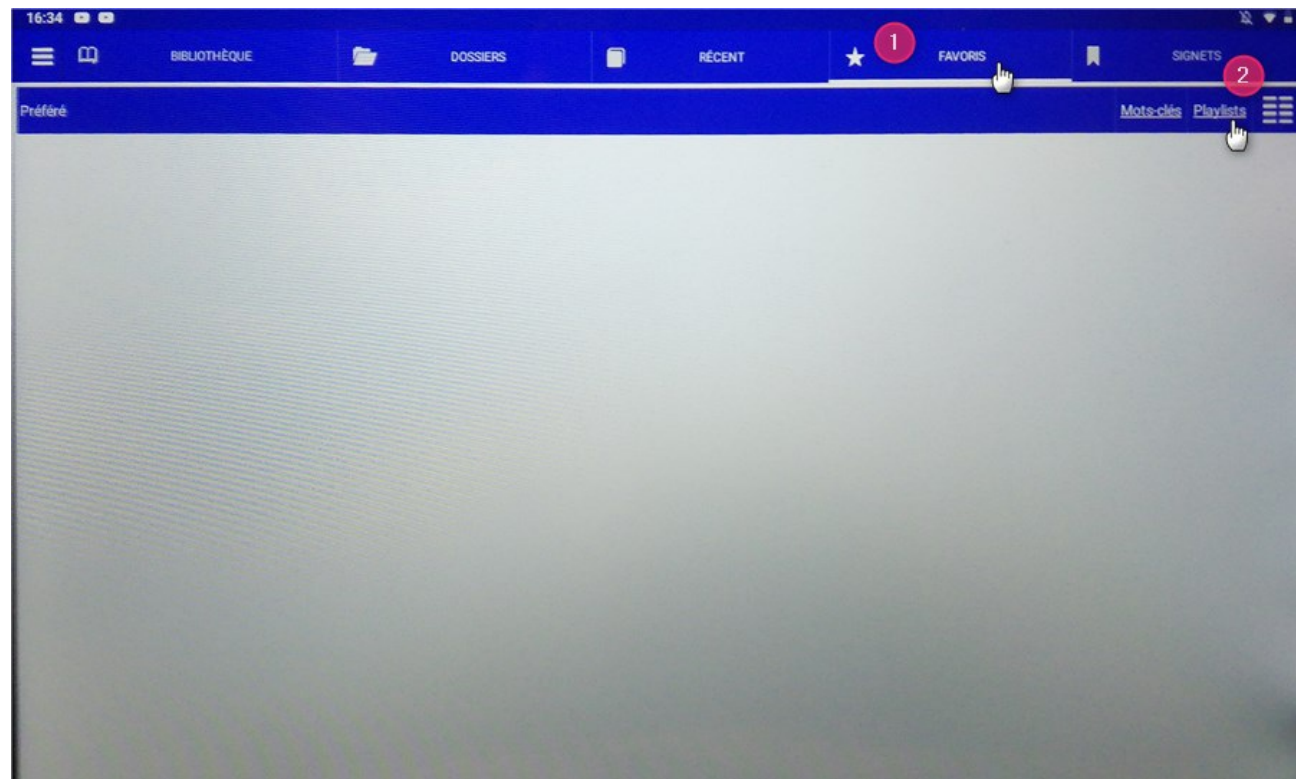 16:34
BIBLIOTHÈQUE DOSSIERS RÉCENT 1 FAVORIS SIGNETS
2
Préféré Mots-clés Playlists